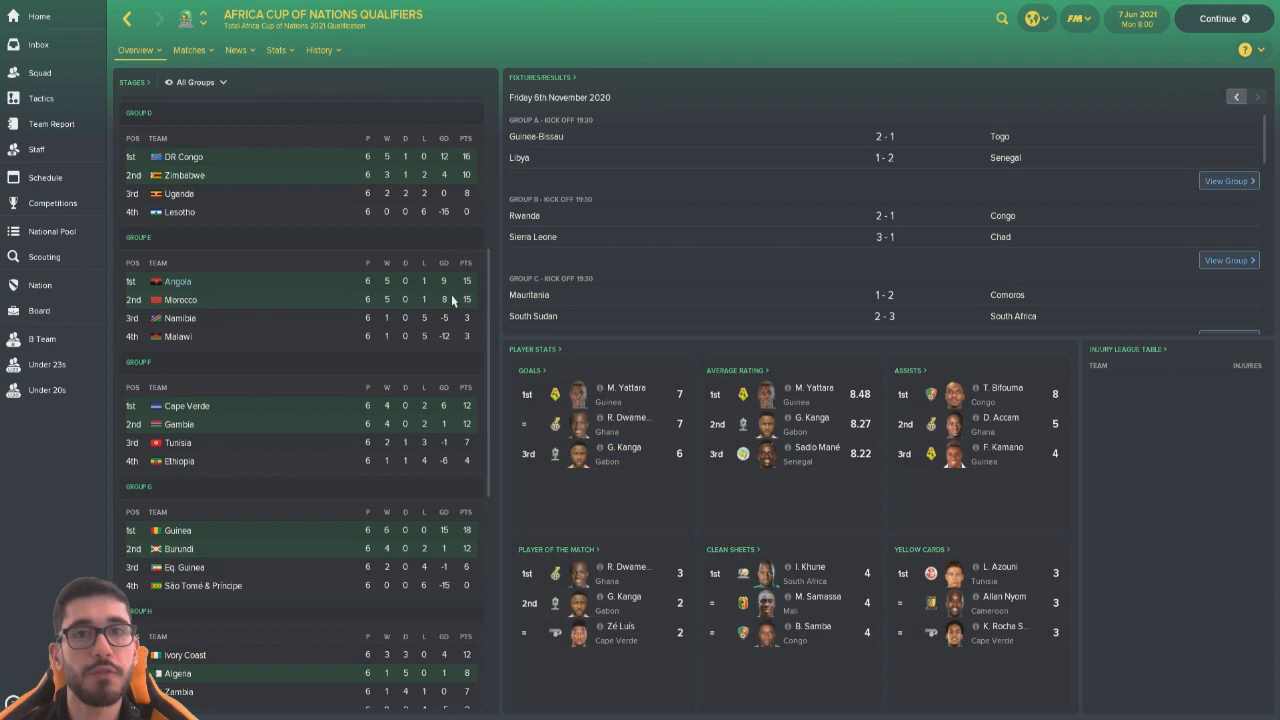 Home
AFRICA CUP OF NATIONS QUALIFIERS
Total Africa Cup of Nations 2021 Qualification
FM
7 Jun 2021
Mon 8:00
Continue
Inbox
Squad
Tactics
Team Report
Staff
Schedule
Competitions
National Pool
Scouting
Nation
Board
B Team
Under 23s
Under 20s
Overview Matches News Stats History
?
STAGES > All Groups
GROUP D
POS TEAM P W D L GD PTS
1st DR Congo 6 5 1 0 12 16
2nd Zimbabwe 6 3 1 2 4 10
3rd Uganda 6 2 2 2 0 8
4th Lesotho 6 0 0 6 -16 0
GROUP E
POS TEAM P W D L GD PTS
1st Angola 6 5 0 1 9 15
2nd Morocco 6 5 0 1 8 15
3rd Namibia 6 1 0 5 -5 3
4th Malawi 6 1 0 5 -12 3
GROUP F
POS TEAM P W D L GD PTS
1st Cape Verde 6 4 0 2 6 12
2nd Gambia 6 4 0 2 1 12
3rd Tunisia 6 2 1 3 -1 7
4th Ethiopia 6 1 1 4 -6 4
GROUP G
POS TEAM P W D L GD PTS
1st Guinea 6 6 0 0 15 18
2nd Burundi 6 4 0 2 1 12
3rd Eq. Guinea 6 2 0 4 -1 6
4th São Tomé & Príncipe 6 0 0 6 -15 0
H
TEAM P W D L GD PTS
Ivory Coast 6 3 3 0 4 12
Algeria 6 1 5 0 1 8
Zambia 6 1 4 1 0 7
FIXTURES/RESULTS >
Friday 6th November 2020
GROUP A - KICK OFF 19:30
Guinea-Bissau 2 - 1 Togo
Libya 1 - 2 Senegal
View Group >
GROUP B - KICK OFF 19:30
Rwanda 2 - 1 Congo
Sierra Leone 3 - 1 Chad
View Group >
GROUP C - KICK OFF 19:30
Mauritania 1 - 2 Comoros
South Sudan 2 - 3 South Africa
PLAYER STATS >
GOALS >
1st M. Yattara 7
Guinea
= R. Dwame... 7
Ghana
3rd G. Kanga 6
Gabon
AVERAGE RATING >
1st M. Yattara 8.48
Guinea
2nd G. Kanga 8.27
Gabon
3rd Sadio Mané 8.22
Senegal
ASSISTS >
1st T. Bifouma 8
Congo
2nd D. Accam 5
Ghana
3rd F. Kamano 4
Guinea
PLAYER OF THE MATCH >
1st R. Dwame... 3
Ghana
2nd G. Kanga 2
Gabon
= Zé Luís 2
Cape Verde
CLEAN SHEETS >
1st I. Khune 4
South Africa
= M. Samassa 4
Mali
= B. Samba 4
Congo
YELLOW CARDS >
1st L. Azouni 3
Tunisia
= Allan Nyom 3
Cameroon
= K. Rocha S... 3
Cape Verde
INJURY LEAGUE TABLE >
TEAM INJURIES